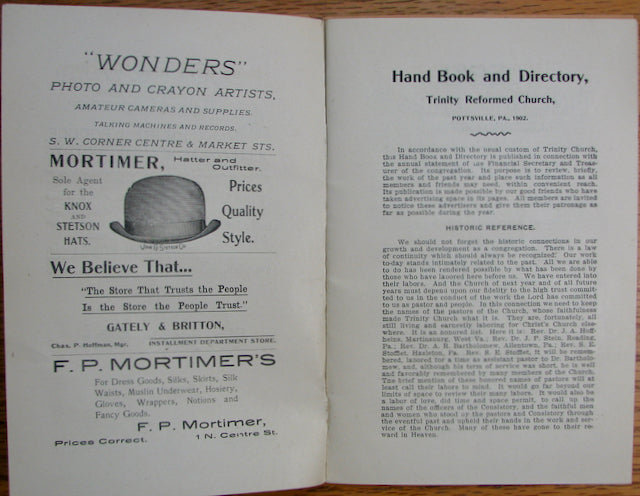 "WONDERS"
PHOTO AND CRAYON ARTISTS,
AMATEUR CAMERAS AND SUPPLIES.
TALKING MACHINES AND RECORDS.
S. W. CORNER CENTRE & MARKET STS.
MORTIMER, Hatter and Outfitter.
Sole Agent
for the
KNOX
AND
STETSON
HATS.
Prices
Quality
Style.
We Believe That...
"The Store That Trusts the People
Is the Store the People Trust."
GATELY & BRITTON,
Chas. P. Hoffman, Mgr. INSTALLMENT DEPARTMENT STORE.
F. P. MORTIMER'S
For Dress Goods, Silks, Skirts, Silk
Waists, Muslin Underwear, Hosiery,
Gloves, Wrappers, Notions and
Fancy Goods.
F. P. Mortimer,
Prices Correct. 1 N. Centre St.
Hand Book and Directory,
Trinity Reformed Church,
POTTSVILLE, PA., 1902.
In accordance with the usual custom of Trinity Church,
this Hand Book and Directory is published in connection with
the annual statement of the Financial Secretary and Treas-
urer of the congregation. Its purpose is to review, briefly,
the work of the past year and place such information as all
members and friends may need, within convenient reach.
Its publication is made possible by our good friends who have
taken advertising space in its pages. All members are invited
to notice these advertisers and give them their patronage as
far as possible during the year.
HISTORIC REFERENCE.
We should not forget the historic connections in our
growth and development as a congregation. There is a law
of continuity which should always be recognized! Our work
to-day stands intimately related to the past. All we are able
to do has been rendered possible by what has been done by
those who have labored here before us. We have entered into
their labors. And the Church of next year and of all future
years must depend upon our fidelity to the high trust commit-
ted to us in the conduct of the work the Lord has committed
to us as pastor and people. In this connection we need to keep
the names of the pastors of the Church, whose faithfulness
made Trinity Church what it is. They are, fortunately, all
still living and earnestly laboring for Christ's Church else-
where. It is an honored list. Here it is: Rev. Dr. J. A. Hoff-
heins, Martinsburg, West Va.; Rev. Dr. J. P. Stein, Reading,
Pa.; Rev. Dr. A. R. Bartholomew, Allentown, Pa.; Rev. S. E.
Stofflet, Hazleton, Pa. Rev. S. E. Stofflet, it will be remem-
bered, labored for a time as assistant pastor to Dr. Bartholo-
mew, and, although his term of service was short, he is well
and favorably remembered by many members of the Church.
The brief mention of these honored names of pastors will at
least call their labors to mind. It would go far beyond our
limits of space to review their many labors. It would also be
a labor of love, did time and space permit, to call up the
names of the officers of the Consistory, and the faithful men
and women who stood by the pastors and Consistory through
the eventful past and upheld their hands in the work and ser-
vice of the Church. Many of these have gone to their re-
ward in Heaven.